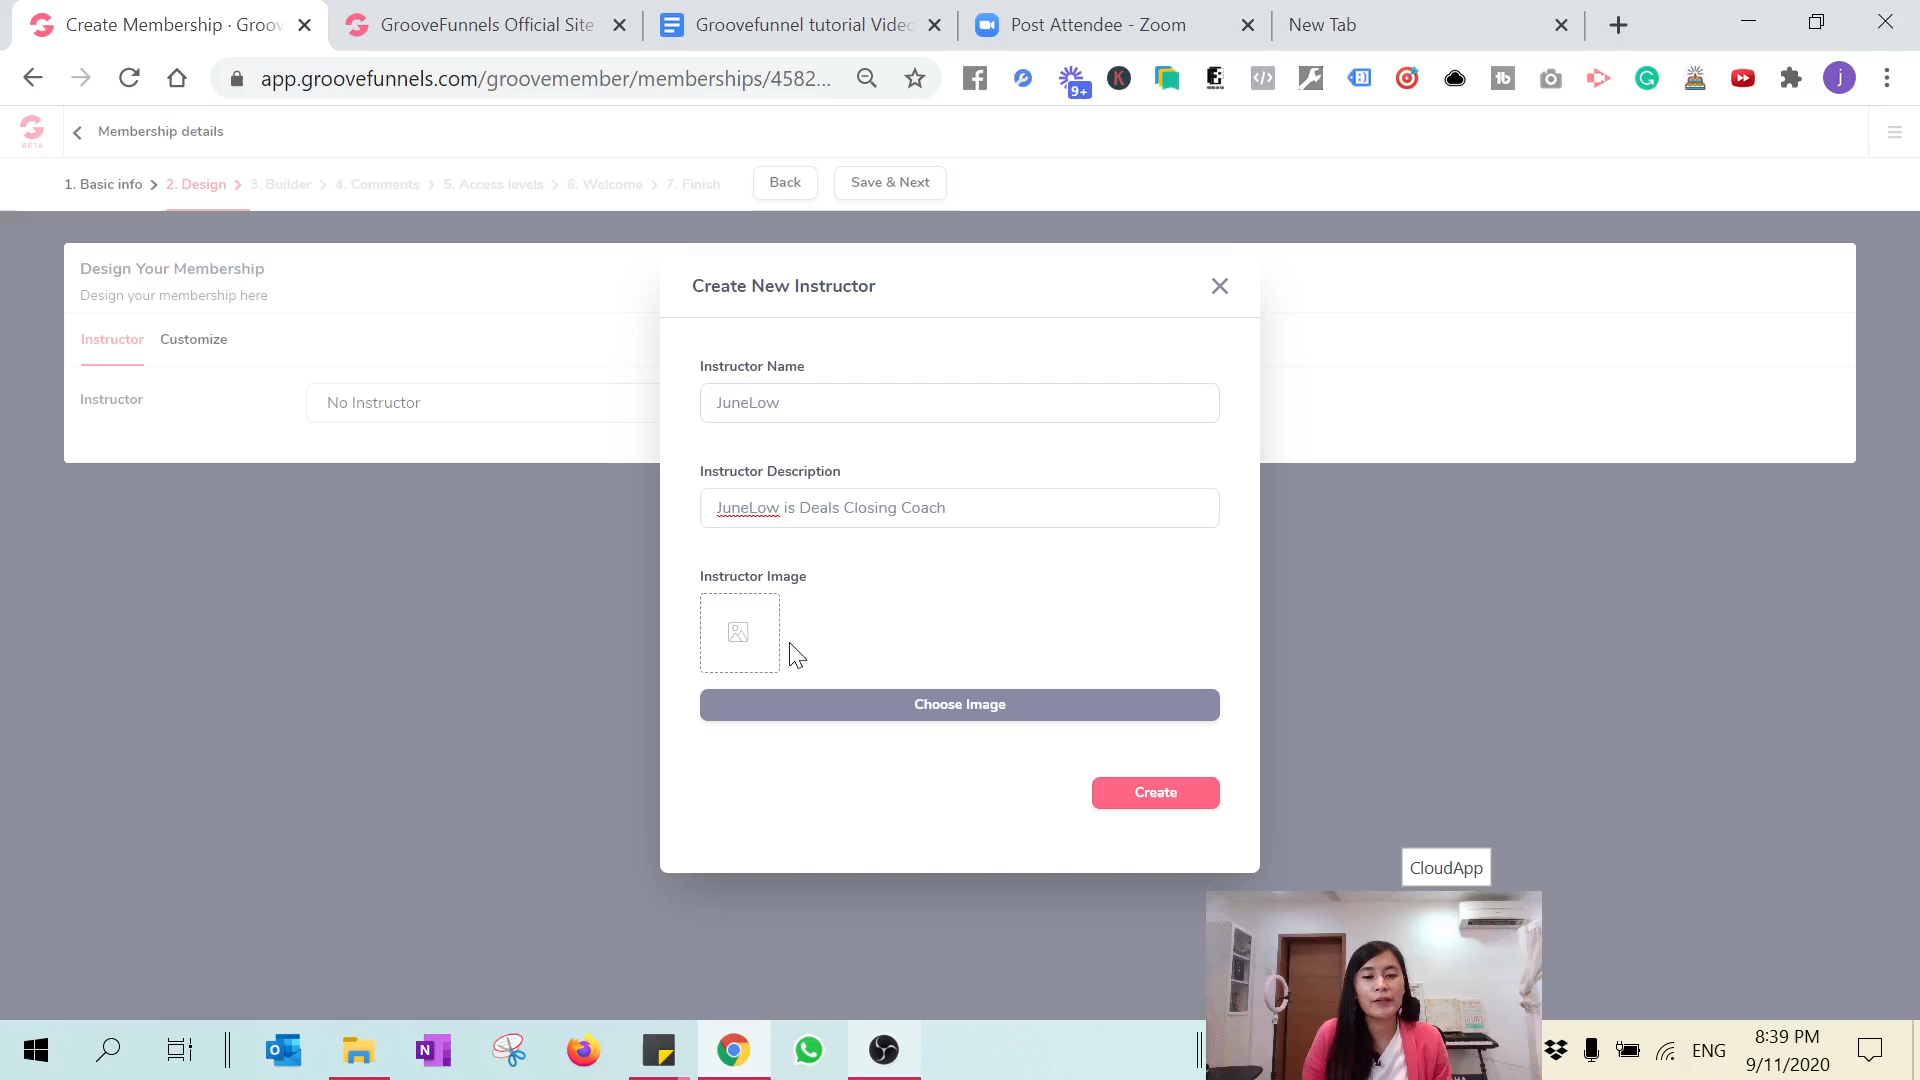 Create Membership · Groov
GrooveFunnels Official Site
Groovefunnel tutorial Video
Post Attendee - Zoom
New Tab
app.groovefunnels.com/groovemember/memberships/4582...
9+
BETA
Membership details
1. Basic info
2. Design
3. Builder
4. Comments
5. Access levels
6. Welcome
7. Finish
Back
Save & Next
Design Your Membership
Design your membership here
Instructor
Customize
Instructor
No Instructor
Create New Instructor
Instructor Name
JuneLow
Instructor Description
JuneLow is Deals Closing Coach
Instructor Image
Choose Image
Create
CloudApp
ENG
8:39 PM
9/11/2020